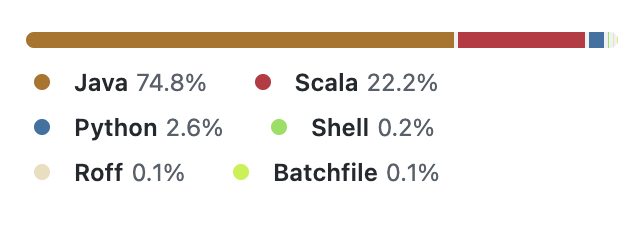 Java 74.8% Scala 22.2%
Python 2.6% Shell 0.2%
Roff 0.1% Batchfile 0.1%